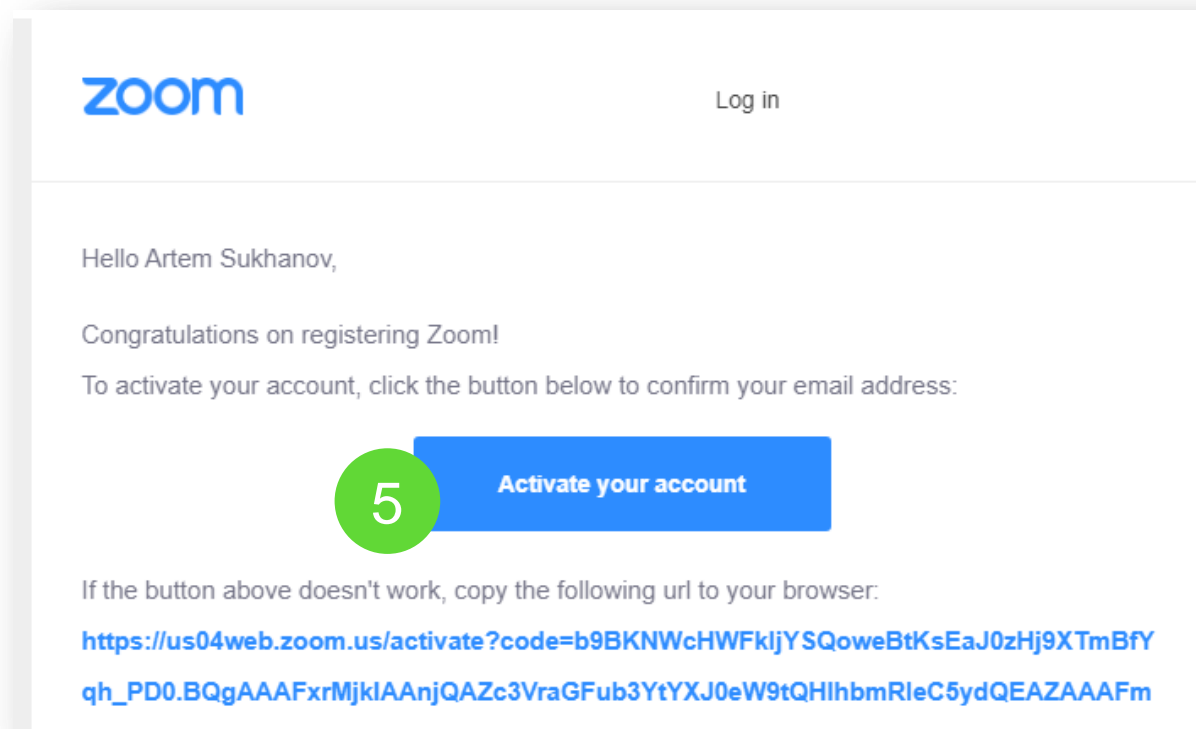 zoom
Log in
Hello Artem Sukhanov,
Congratulations on registering Zoom!
To activate your account, click the button below to confirm your email address:
Activate your account
5
If the button above doesn't work, copy the following url to your browser:
https://us04web.zoom.us/activate?code=b9BKNWcHWFkIjYSQoweBtKsEaJ0zHj9XTmBfY
qh_PD0.BQgAAAFxrMjkIAAnjQAZc3VraGFub3YtYXJ0eW9tQHlhbmRleC5ydQEAZAAAFm